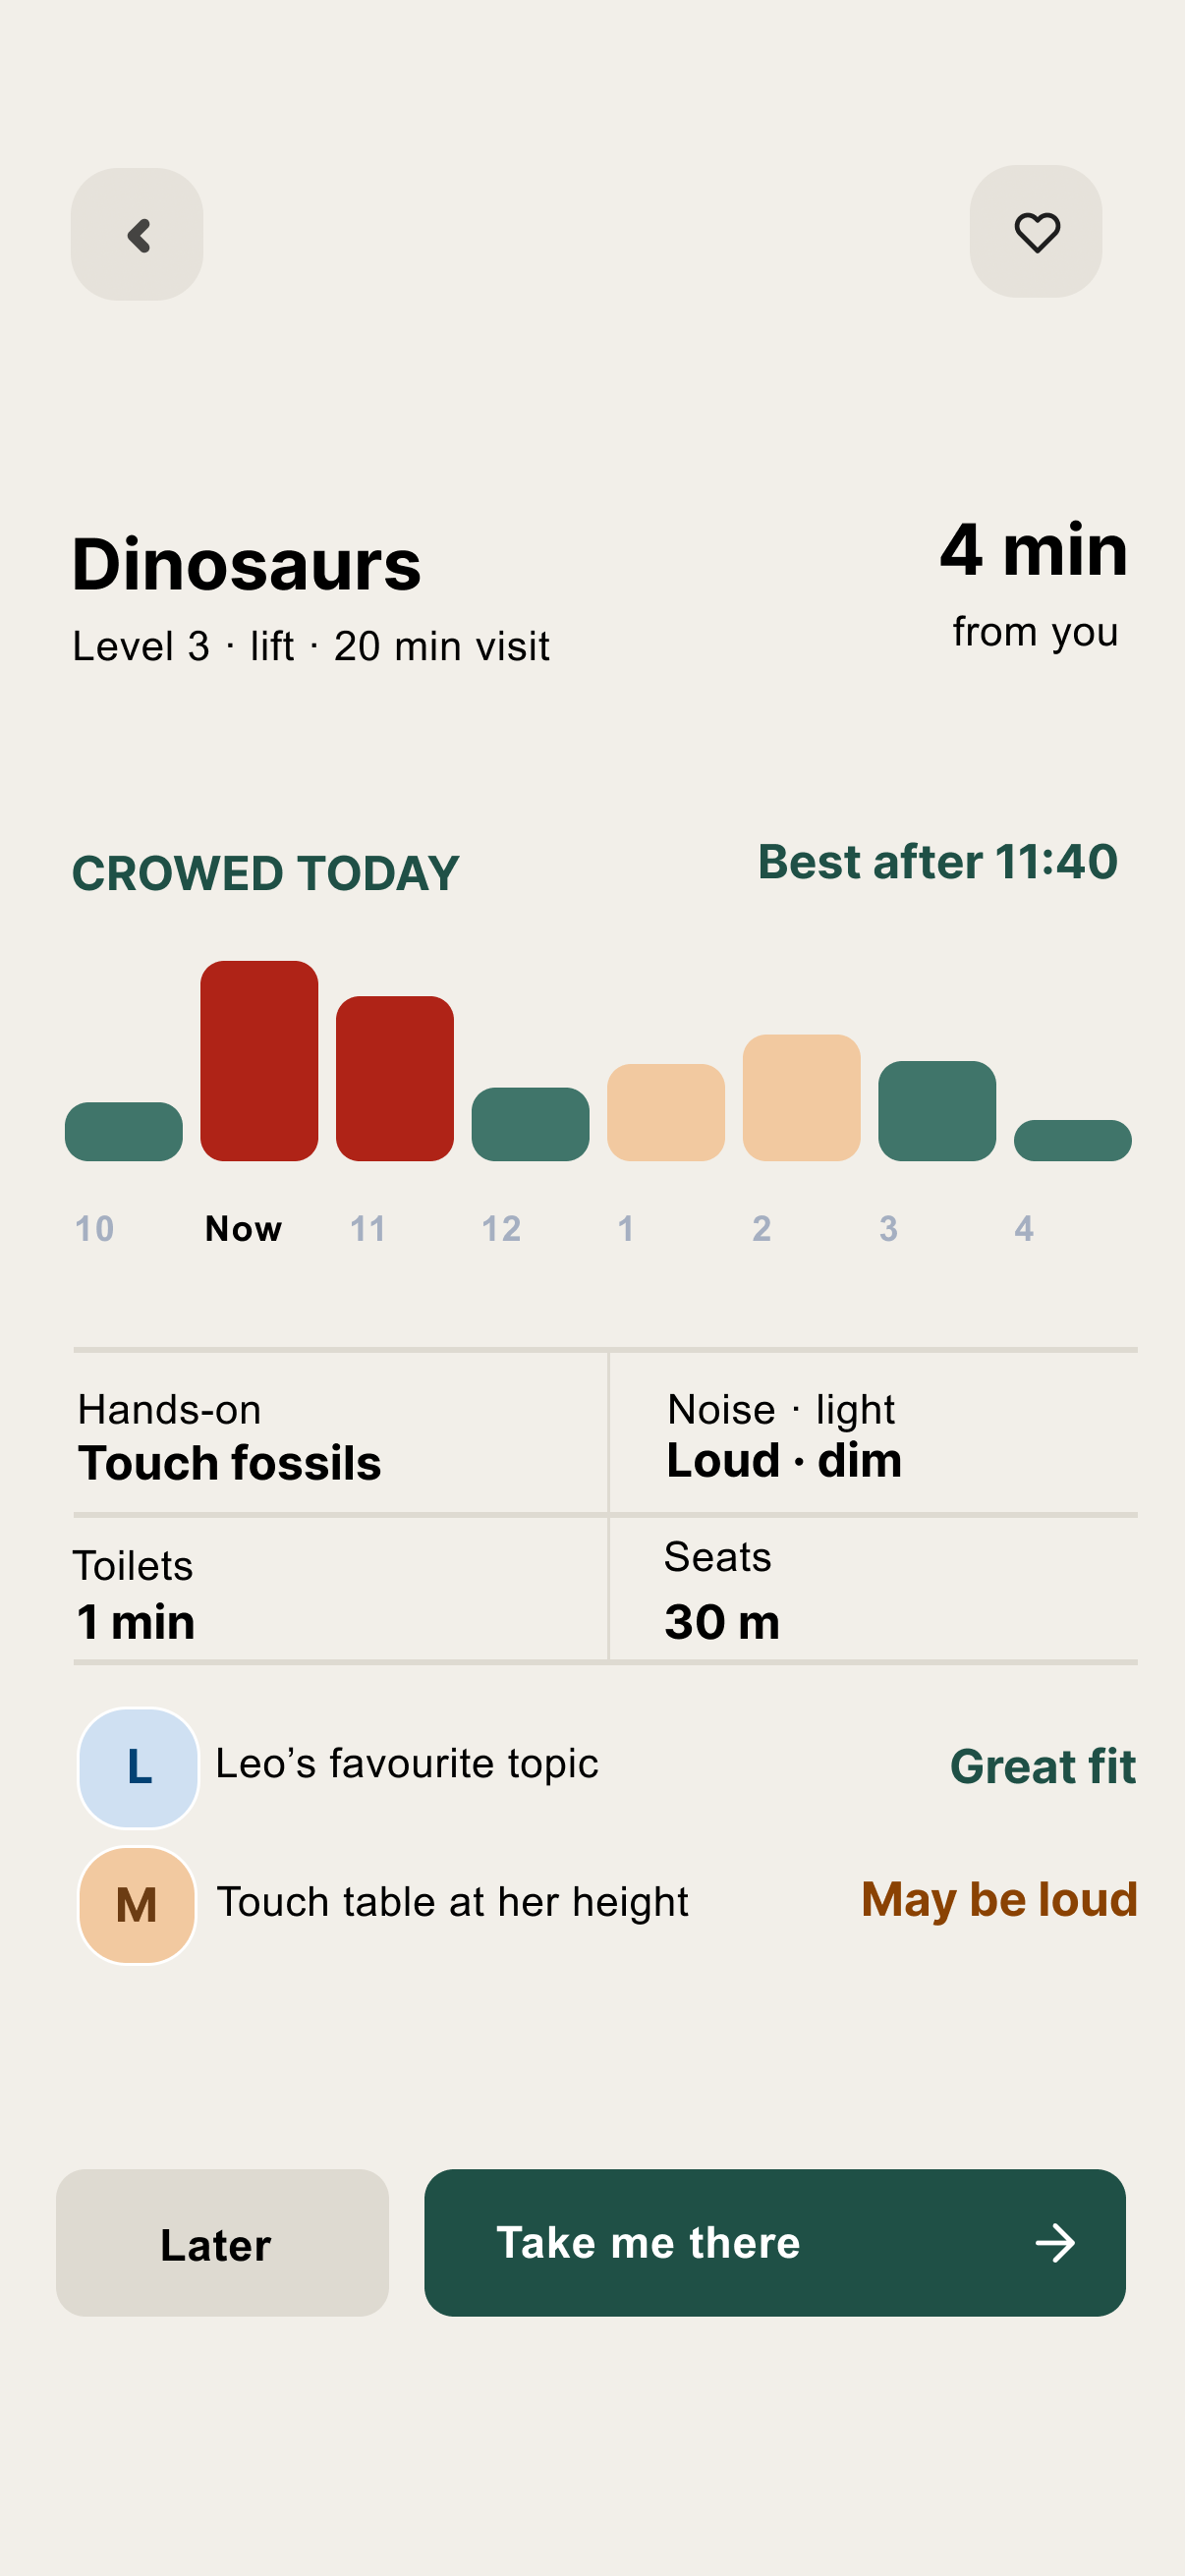 Dinosaurs
4 min
Level 3 · lift · 20 min visit
from you
CROWED TODAY
Best after 11:40
10 Now 11 12 1 2 3 4
Hands-on
Noise · light
Touch fossils
Loud · dim
Toilets
Seats
1 min
30 m
L Leo’s favourite topic
Great fit
M Touch table at her height
May be loud
Later
Take me there